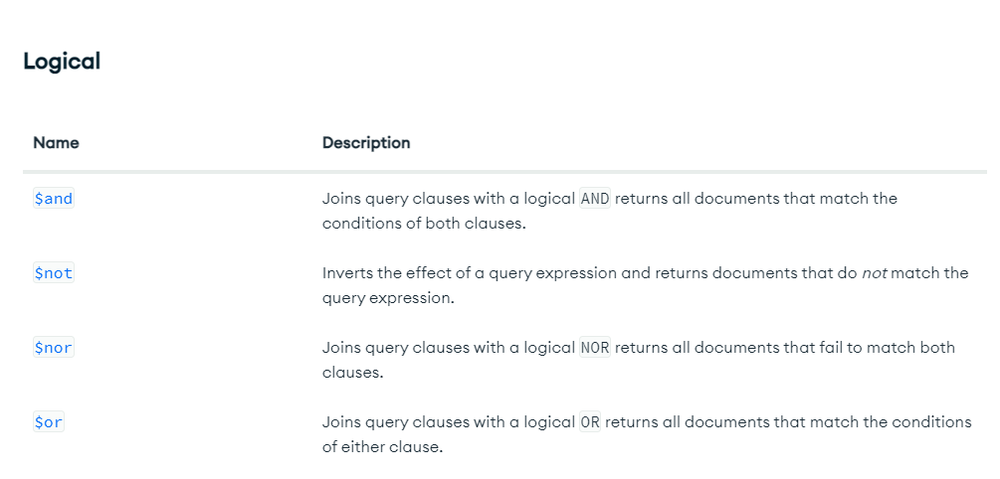 Logical
Name Description
$and Joins query clauses with a logical AND returns all documents that match the
conditions of both clauses.
$not Inverts the effect of a query expression and returns documents that do not match the
query expression.
$nor Joins query clauses with a logical NOR returns all documents that fail to match both
clauses.
$or Joins query clauses with a logical OR returns all documents that match the conditions
of either clause.